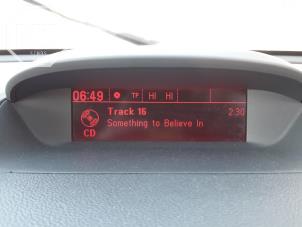 06:49 TP HI HI
Track 16 2:30
Something to Believe In
CD